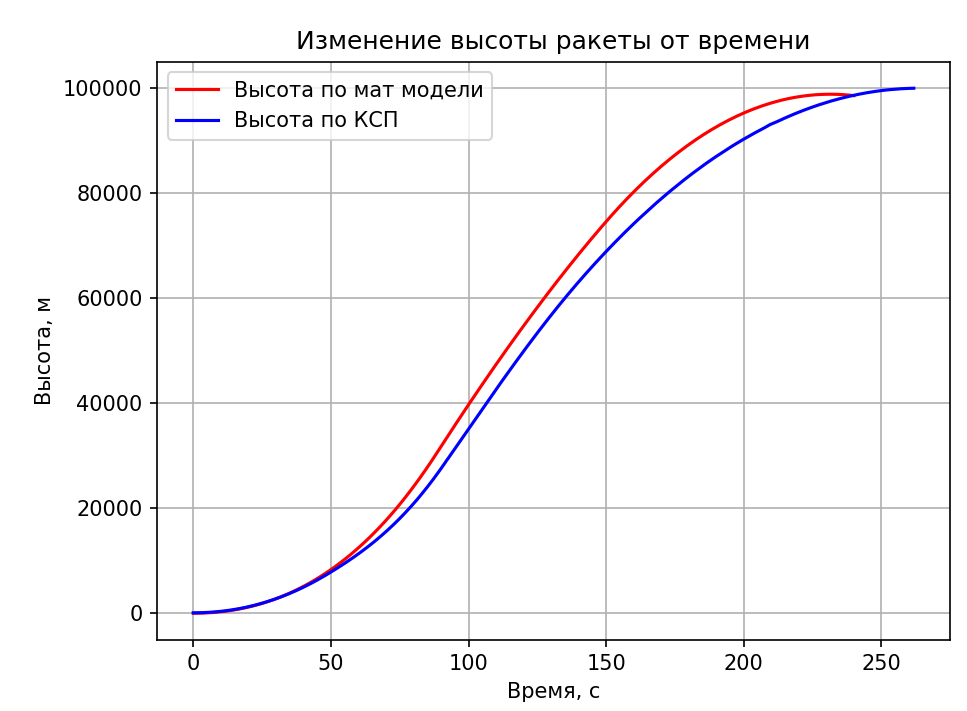 Изменение высоты ракеты от времени
Высота по мат модели
Высота по КСП
100000
80000
60000
40000
20000
0
Высота, м
0 50 100 150 200 250
Время, с